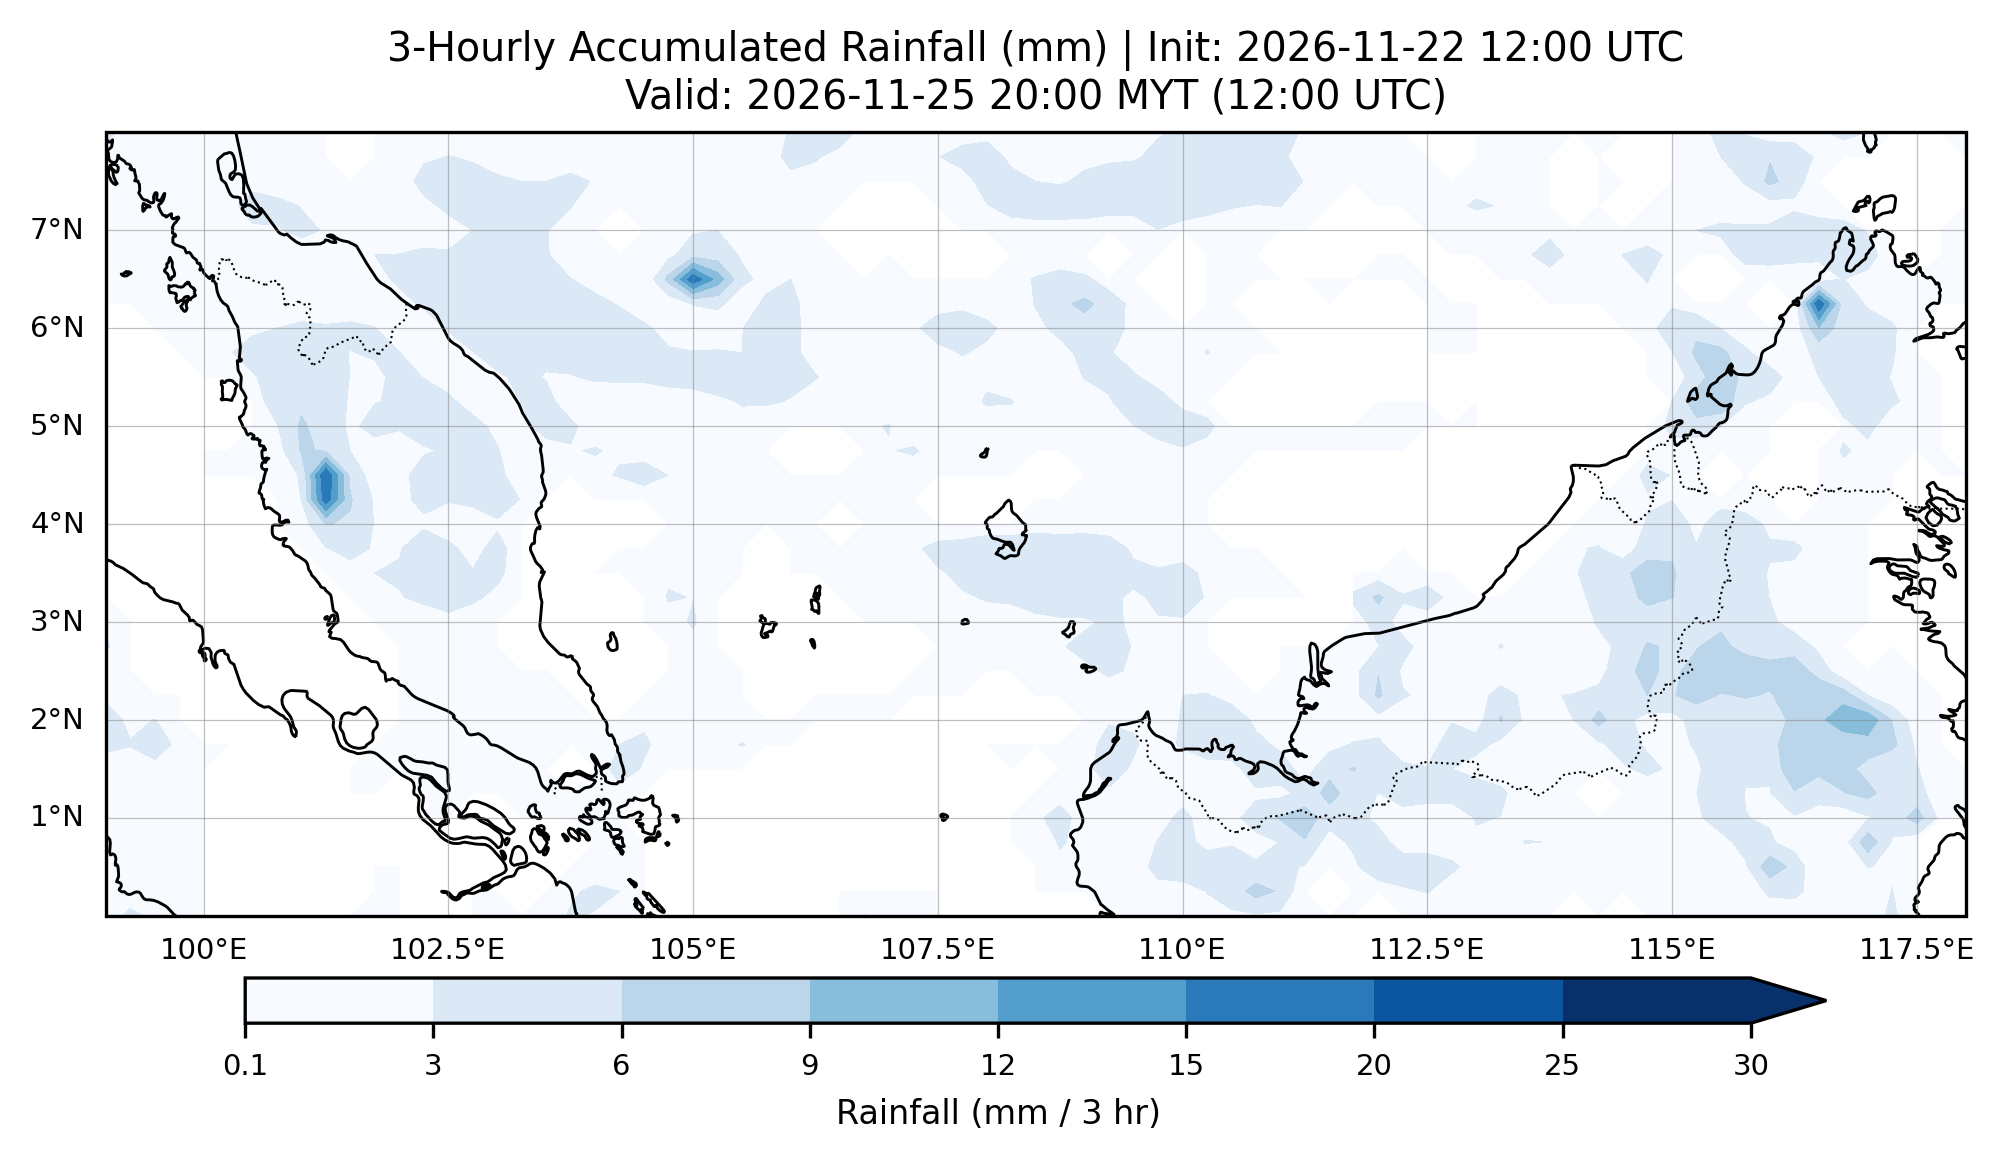 3-Hourly Accumulated Rainfall (mm) | Init: 2026-11-22 12:00 UTC
Valid: 2026-11-25 20:00 MYT (12:00 UTC)
7°N
6°N
5°N
4°N
3°N
2°N
1°N
100°E 102.5°E 105°E 107.5°E 110°E 112.5°E 115°E 117.5°E
0.1 3 6 9 12 15 20 25 30
Rainfall (mm / 3 hr)